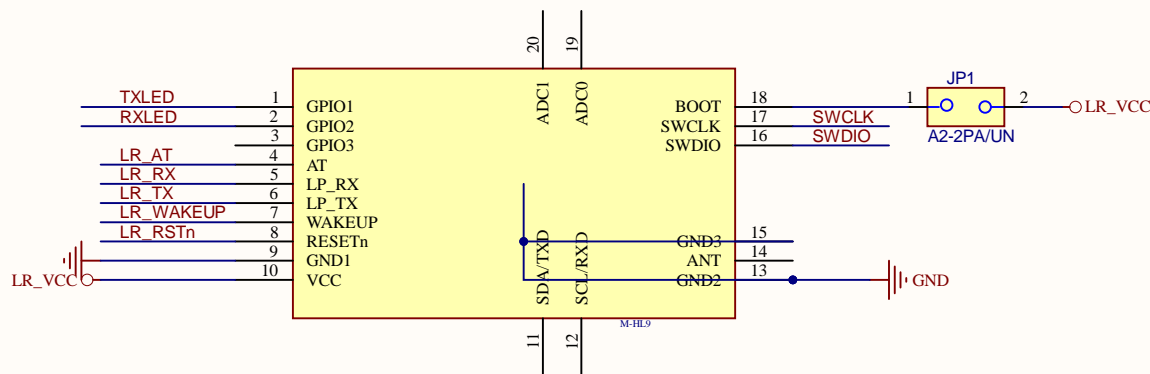 20
19
ADC1
ADC0
JP1
TXLED 1 GPIO1 BOOT 18 1 2 LR_VCC
RXLED 2 GPIO2 SWCLK 17 SWCLK
3 GPIO3 SWDIO 16 SWDIO A2-2PA/UN
LR_AT 4 AT
LR_RX 5 LP_RX
LR_TX 6 LP_TX
LR_WAKEUP 7 WAKEUP
LR_RSTn 8 RESETn GND3 15
9 GND1 ANT 14
LR_VCC 10 VCC GND2 13 GND
SDA/TXD
SCL/RXD
M-HL9
11
12